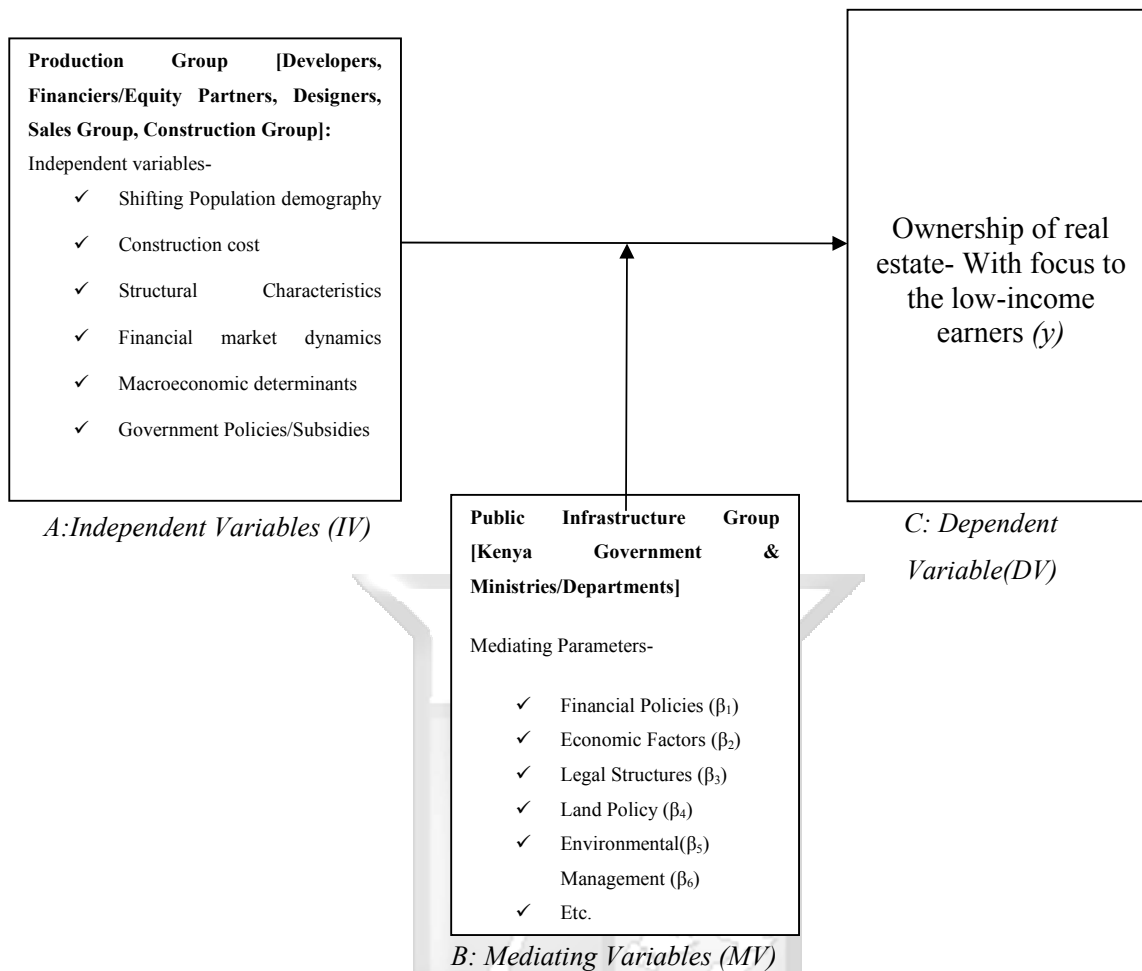 Production Group [Developers,
Financiers/Equity Partners, Designers,
Sales Group, Construction Group]:
Independent variables-
✓ Shifting Population demography
✓ Construction cost
✓ Structural Characteristics
✓ Financial market dynamics
✓ Macroeconomic determinants
✓ Government Policies/Subsidies
A:Independent Variables (IV)
Public Infrastructure Group
[Kenya Government &
Ministries/Departments]
Mediating Parameters-
✓ Financial Policies (β₁)
✓ Economic Factors (β₂)
✓ Legal Structures (β₃)
✓ Land Policy (β₄)
✓ Environmental(β₅)
Management (β₆)
✓ Etc.
B: Mediating Variables (MV)
Ownership of real
estate- With focus to
the low-income
earners (y)
C: Dependent
Variable(DV)